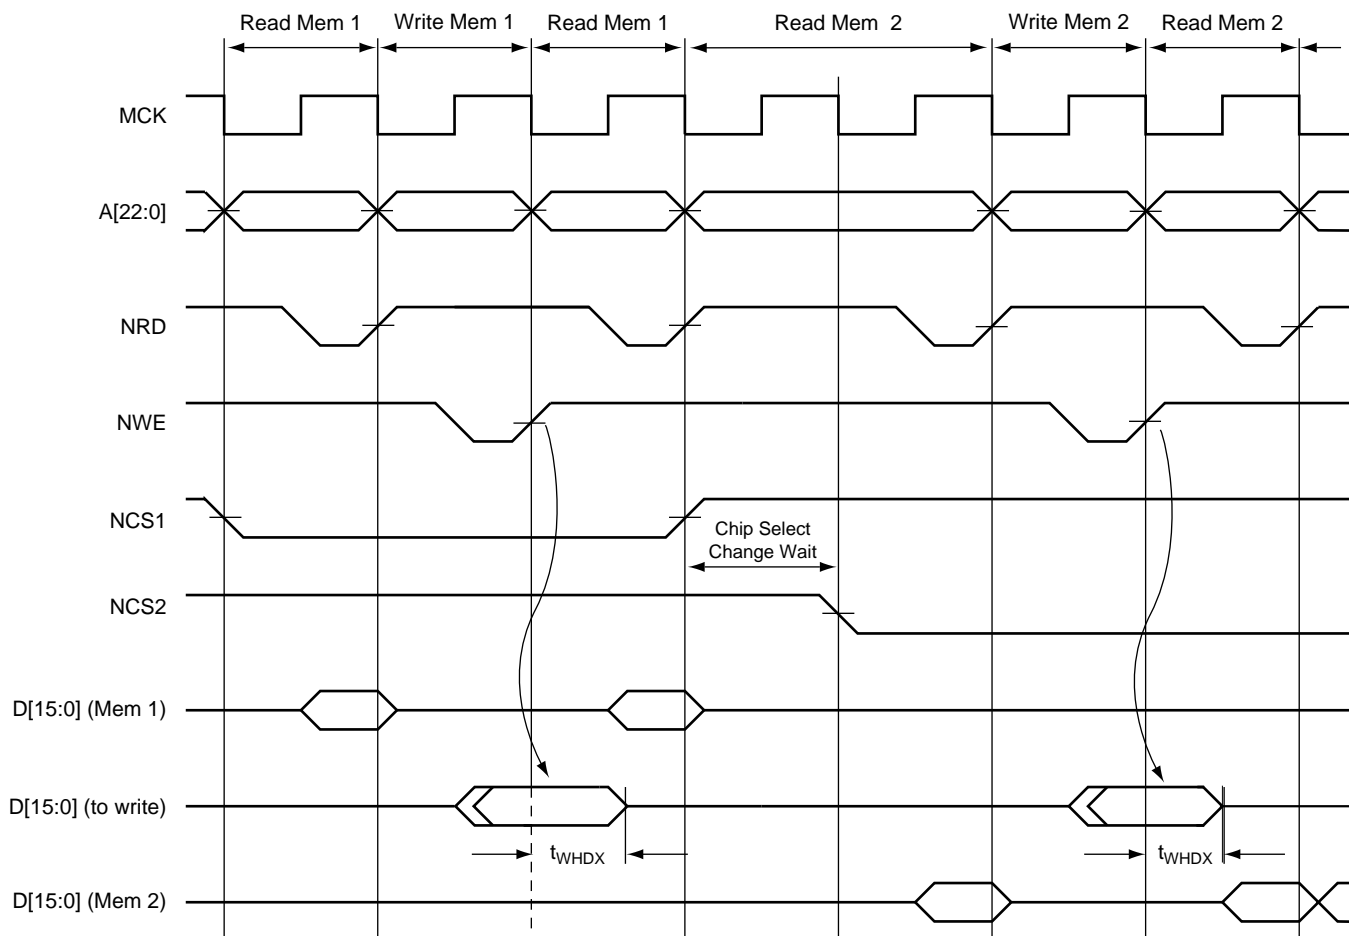 Read Mem 1 Write Mem 1 Read Mem 1 Read Mem 2 Write Mem 2 Read Mem 2
MCK
A[22:0]
NRD
NWE
NCS1
Chip Select
Change Wait
NCS2
D[15:0] (Mem 1)
D[15:0] (to write)
tWHDX tWHDX
D[15:0] (Mem 2)